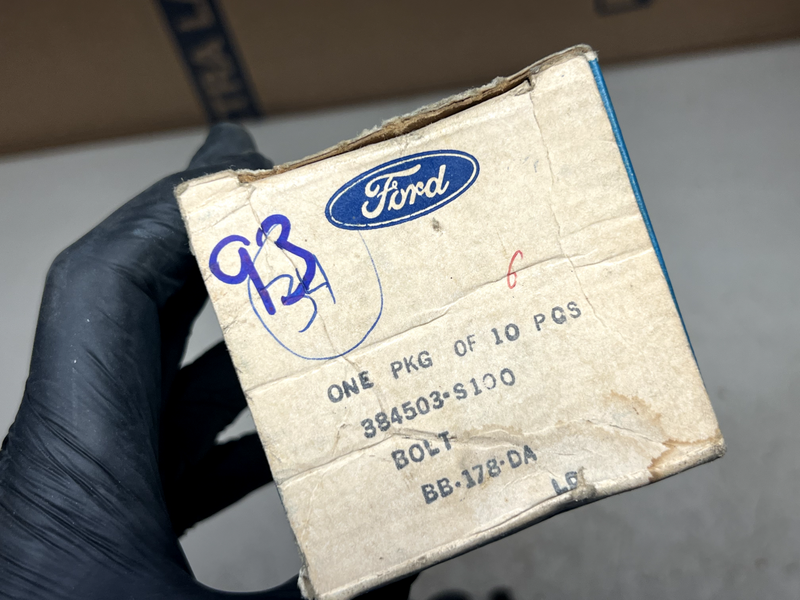 Ford
93
6
ONE PKG OF 10 PCS
384503-S100
BOLT
BB-178-DA